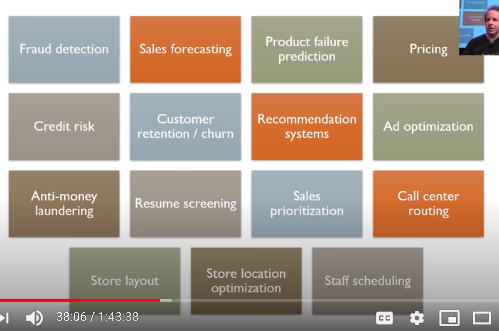 Fraud detection
Sales forecasting
Product failure
prediction
Pricing
Credit risk
Customer
retention / churn
Recommendation
systems
Ad optimization
Anti-money
laundering
Resume screening
Sales
prioritization
Call center
routing
Store layout
Store location
optimization
Staff scheduling
38:06 / 1:43:38
CC